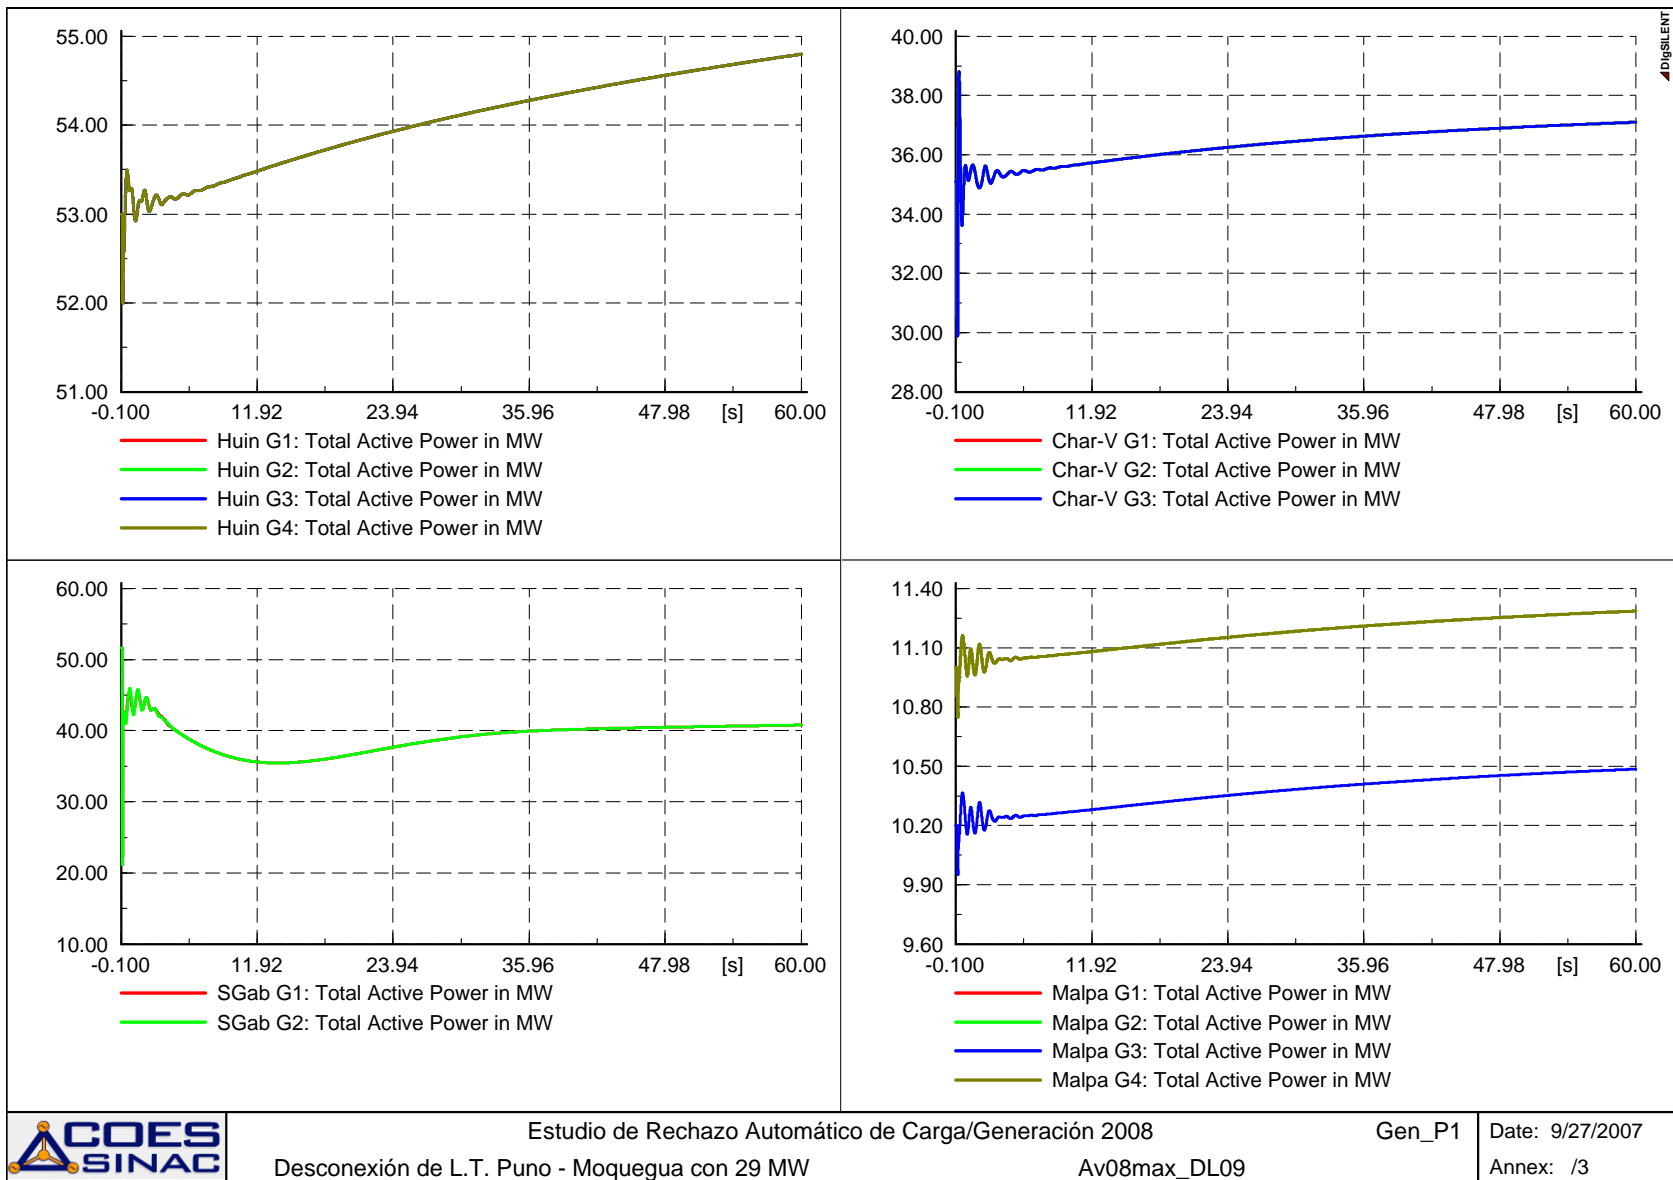 55.00
54.00
53.00
52.00
51.00
-0.100 11.92 23.94 35.96 47.98 [s] 60.00
Huin G1: Total Active Power in MW
Huin G2: Total Active Power in MW
Huin G3: Total Active Power in MW
Huin G4: Total Active Power in MW
40.00
38.00
36.00
34.00
32.00
30.00
28.00
-0.100 11.92 23.94 35.96 47.98 [s] 60.00
Char-V G1: Total Active Power in MW
Char-V G2: Total Active Power in MW
Char-V G3: Total Active Power in MW
DIgSILENT
60.00
50.00
40.00
30.00
20.00
10.00
-0.100 11.92 23.94 35.96 47.98 [s] 60.00
SGab G1: Total Active Power in MW
SGab G2: Total Active Power in MW
11.40
11.10
10.80
10.50
10.20
9.90
9.60
-0.100 11.92 23.94 35.96 47.98 [s] 60.00
Malpa G1: Total Active Power in MW
Malpa G2: Total Active Power in MW
Malpa G3: Total Active Power in MW
Malpa G4: Total Active Power in MW
COES
SINAC
Estudio de Rechazo Automático de Carga/Generación 2008 Gen_P1
Desconexión de L.T. Puno - Moquegua con 29 MW Av08max_DL09
Date: 9/27/2007
Annex: /3